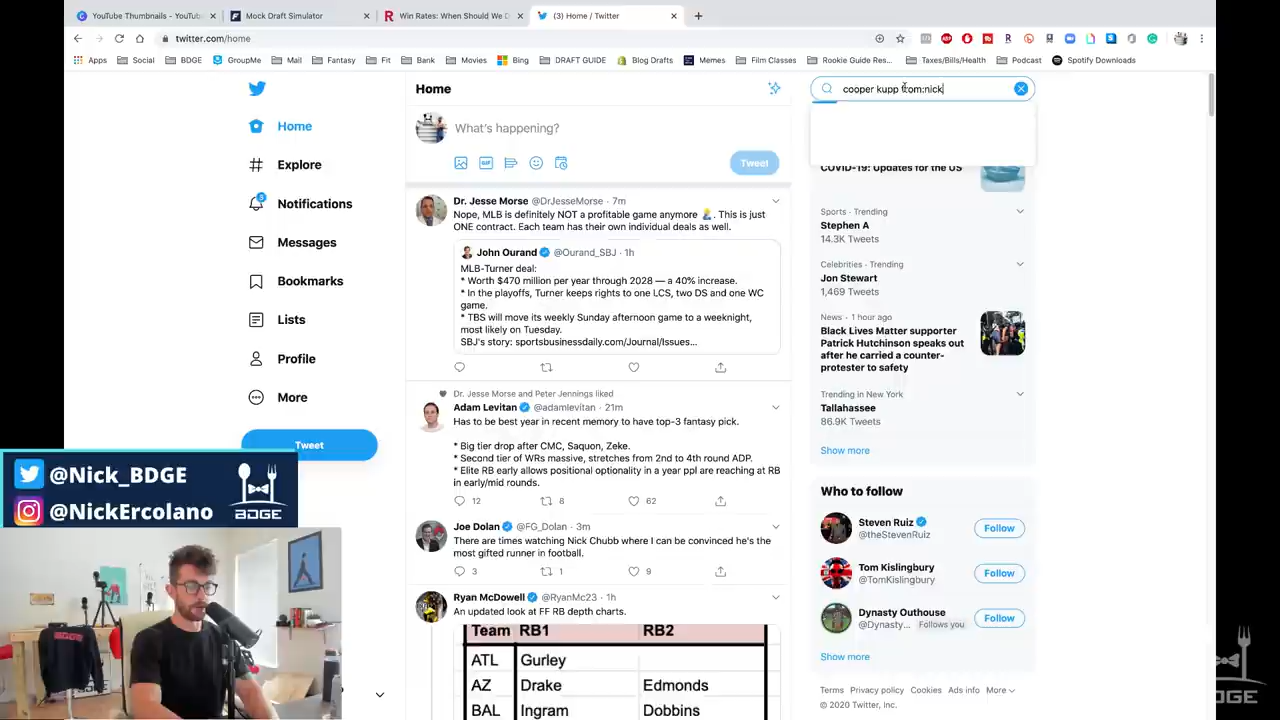 YouTube Thumbnails - YouTub
Mock Draft Simulator
Win Rates: When Should We D
(3) Home / Twitter
twitter.com/home
Apps
Social
BDGE
GroupMe
Mail
Fantasy
Fit
Bank
Movies
Bing
DRAFT GUIDE
Blog Buffs
Memes
Film Classes
Rookie Guide Res...
Taxes/Bills/Health
Podcast
Spotify Downloads
Home
Explore
Notifications
Messages
Bookmarks
Lists
Profile
More
Tweet
Home
What's happening?
Tweet
Dr. Jesse Morse @DrJesseMorse · 7m
Nope, MLB is definitely NOT a profitable game anymore 🤷. This is just
ONE contract. Each team has their own individual deals as well.
John Ourand @Ourand_SBJ · 1h
MLB-Turner deal:
* Worth $470 million per year through 2028 — a 40% increase.
* In the playoffs, Turner keeps rights to one LCS, two DS and one WC
game.
* TBS will move its weekly Sunday afternoon game to a weeknight,
most likely on Tuesday.
SBJ's story: sportsbusinessdaily.com/Journal/Issues...
Dr. Jesse Morse and Peter Jennings liked
Adam Levitan @adamlevitan · 21m
Has to be best year in recent memory to have top-3 fantasy pick.
* Big tier drop after CMC, Saquon, Zeke.
* Second tier of WRs massive, stretches from 2nd to 4th round ADP.
* Elite RB early allows positional optionality in a year ppl are reaching at RB
in early/mid rounds.
12 8 62
Joe Dolan @FG_Dolan · 3m
There are times watching Nick Chubb where I can be convinced he's the
most gifted runner in football.
3 1 9
Ryan McDowell @RyanMc23 · 1h
An updated look at FF RB depth charts.
Team RB1 RB2
ATL Gurley
AZ Drake Edmonds
BAL Ingram Dobbins
cooper kupp from:nick
COVID-19: Updates for the US
Sports · Trending
Stephen A
14.3K Tweets
Celebrities · Trending
Jon Stewart
1,469 Tweets
News · 1 hour ago
Black Lives Matter supporter
Patrick Hutchinson speaks out
after he carried a counter-
protester to safety
Trending in New York
Tallahassee
86.9K Tweets
Show more
Who to follow
Steven Ruiz
@theStevenRuiz
Follow
Tom Kislingbury
@TomKislingbury
Follow
Dynasty Outhouse
@Dynasty... Follows you
Follow
Show more
Terms Privacy policy Cookies Ads info More
© 2020 Twitter, Inc.
@Nick_BDGE
@NickErcolano
BDGE